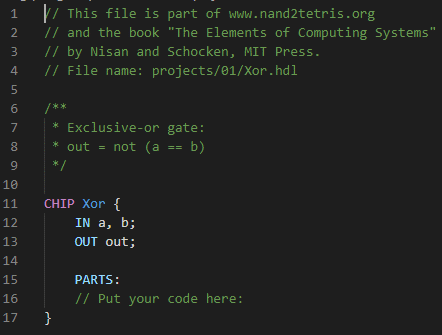 1 // This file is part of www.nand2tetris.org
2 // and the book "The Elements of Computing Systems"
3 // by Nisan and Schocken, MIT Press.
4 // File name: projects/01/Xor.hdl
5
6 /**
7  * Exclusive-or gate:
8  * out = not (a == b)
9  */
10
11 CHIP Xor {
12     IN a, b;
13     OUT out;
14
15     PARTS:
16     // Put your code here:
17 }